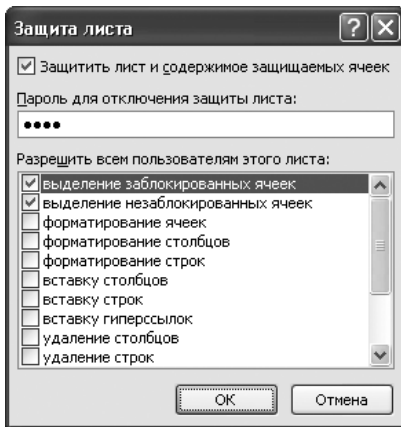 Защита листа
Защитить лист и содержимое защищаемых ячеек
Пароль для отключения защиты листа:
••••
Разрешить всем пользователям этого листа:
выделение заблокированных ячеек
выделение незаблокированных ячеек
форматирование ячеек
форматирование столбцов
форматирование строк
вставку столбцов
вставку строк
вставку гиперссылок
удаление столбцов
удаление строк
ОК
Отмена